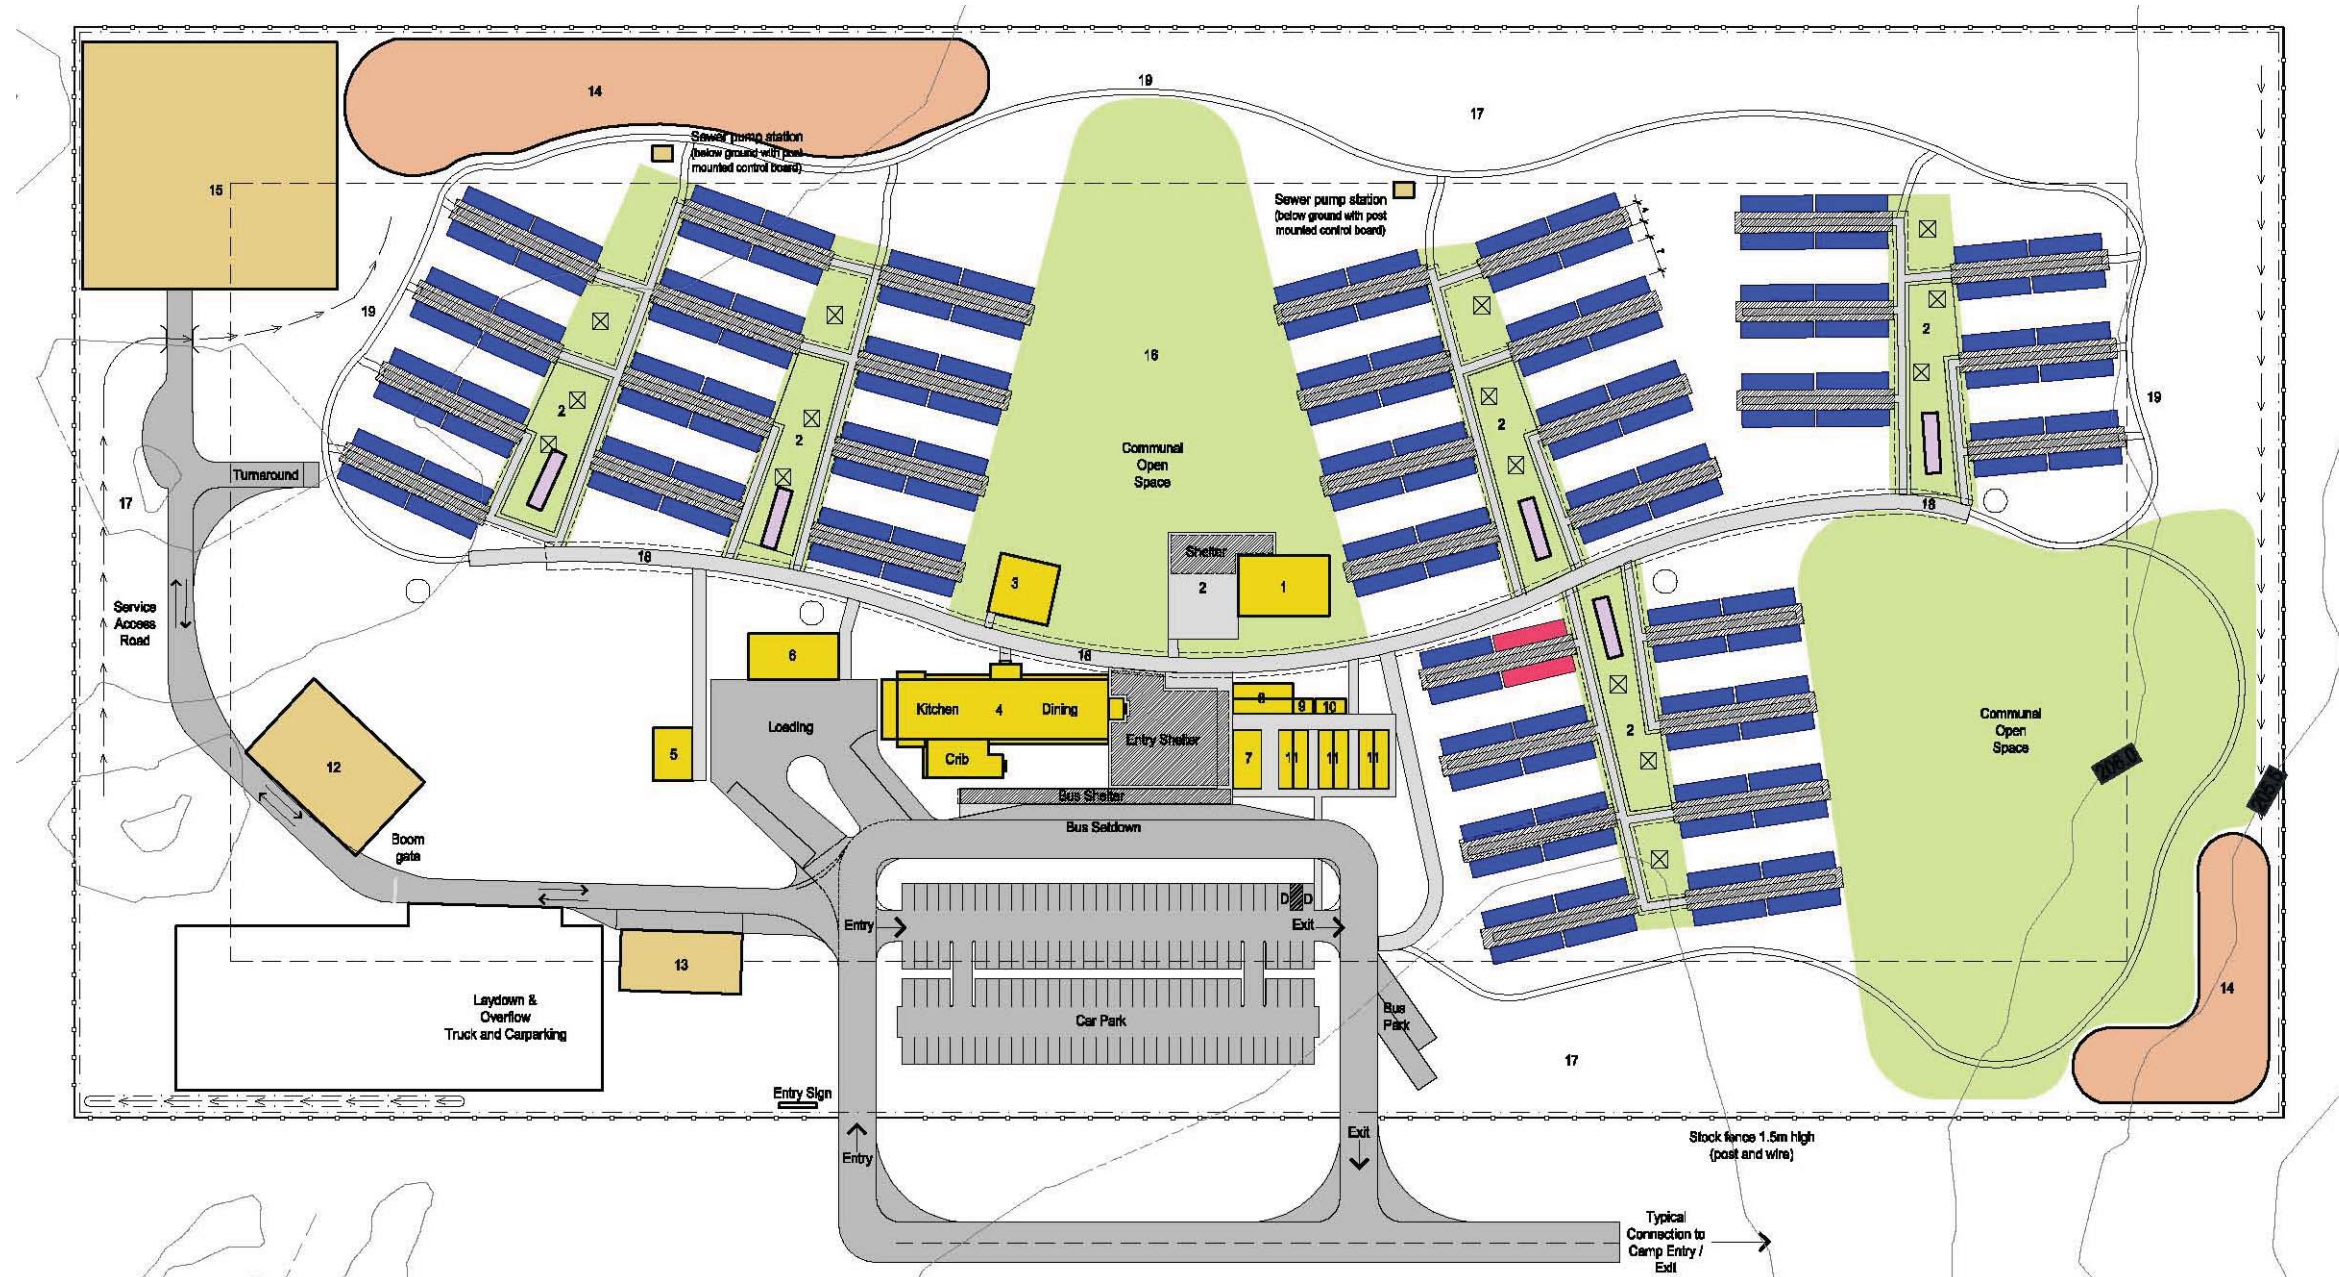 14
19
17
Sewer pump station
(below ground with post
mounted control board)
15
Sewer pump station
(below ground with post
mounted control board)
19
16
2
2
2
2
19
Communal
Open
Space
Turnaround
17
18
18
Shelter
3
2
1
Service
Access
Road
6
18
Kitchen
4
Dining
8
9
10
Loading
Entry Shelter
5
Crib
7
11
11
11
2
Communal
Open
Space
12
206.0
Bus Shelter
Bus Setdown
Boom
gate
D
D
Entry
Exit
13
14
Laydown &
Overflow
Truck and Carparking
Car Park
Bus
Park
17
Entry Sign
Exit
Entry
Stock fence 1.5m high
(post and wire)
Typical
Connection to
Camp Entry /
Exit